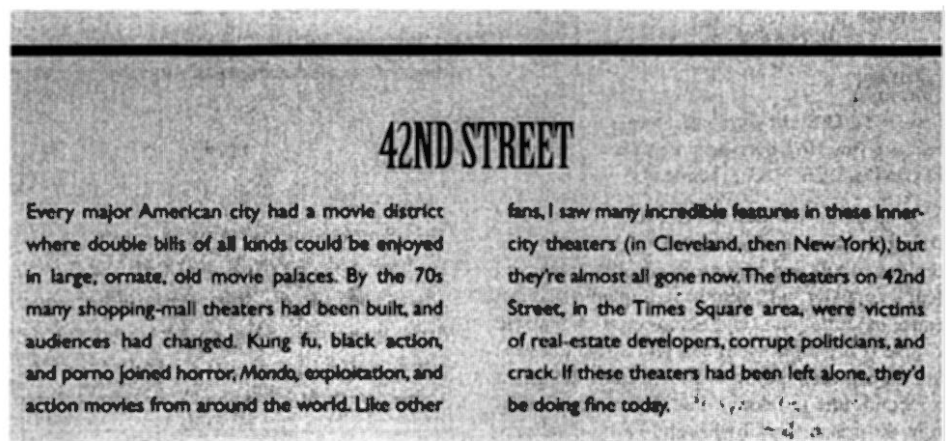 42ND STREET
Every major American city had a movie district
where double bills of all kinds could be enjoyed
in large, ornate, old movie palaces. By the 70s
many shopping-mall theaters had been built, and
audiences had changed. Kung fu, black action,
and porno joined horror, Mondo, exploitation, and
action movies from around the world. Like other
fans, I saw many incredible features in these inner-
city theaters (in Cleveland, then New York), but
they're almost all gone now. The theaters on 42nd
Street, in the Times Square area, were victims
of real-estate developers, corrupt politicians, and
crack. If these theaters had been left alone, they'd
be doing fine today.